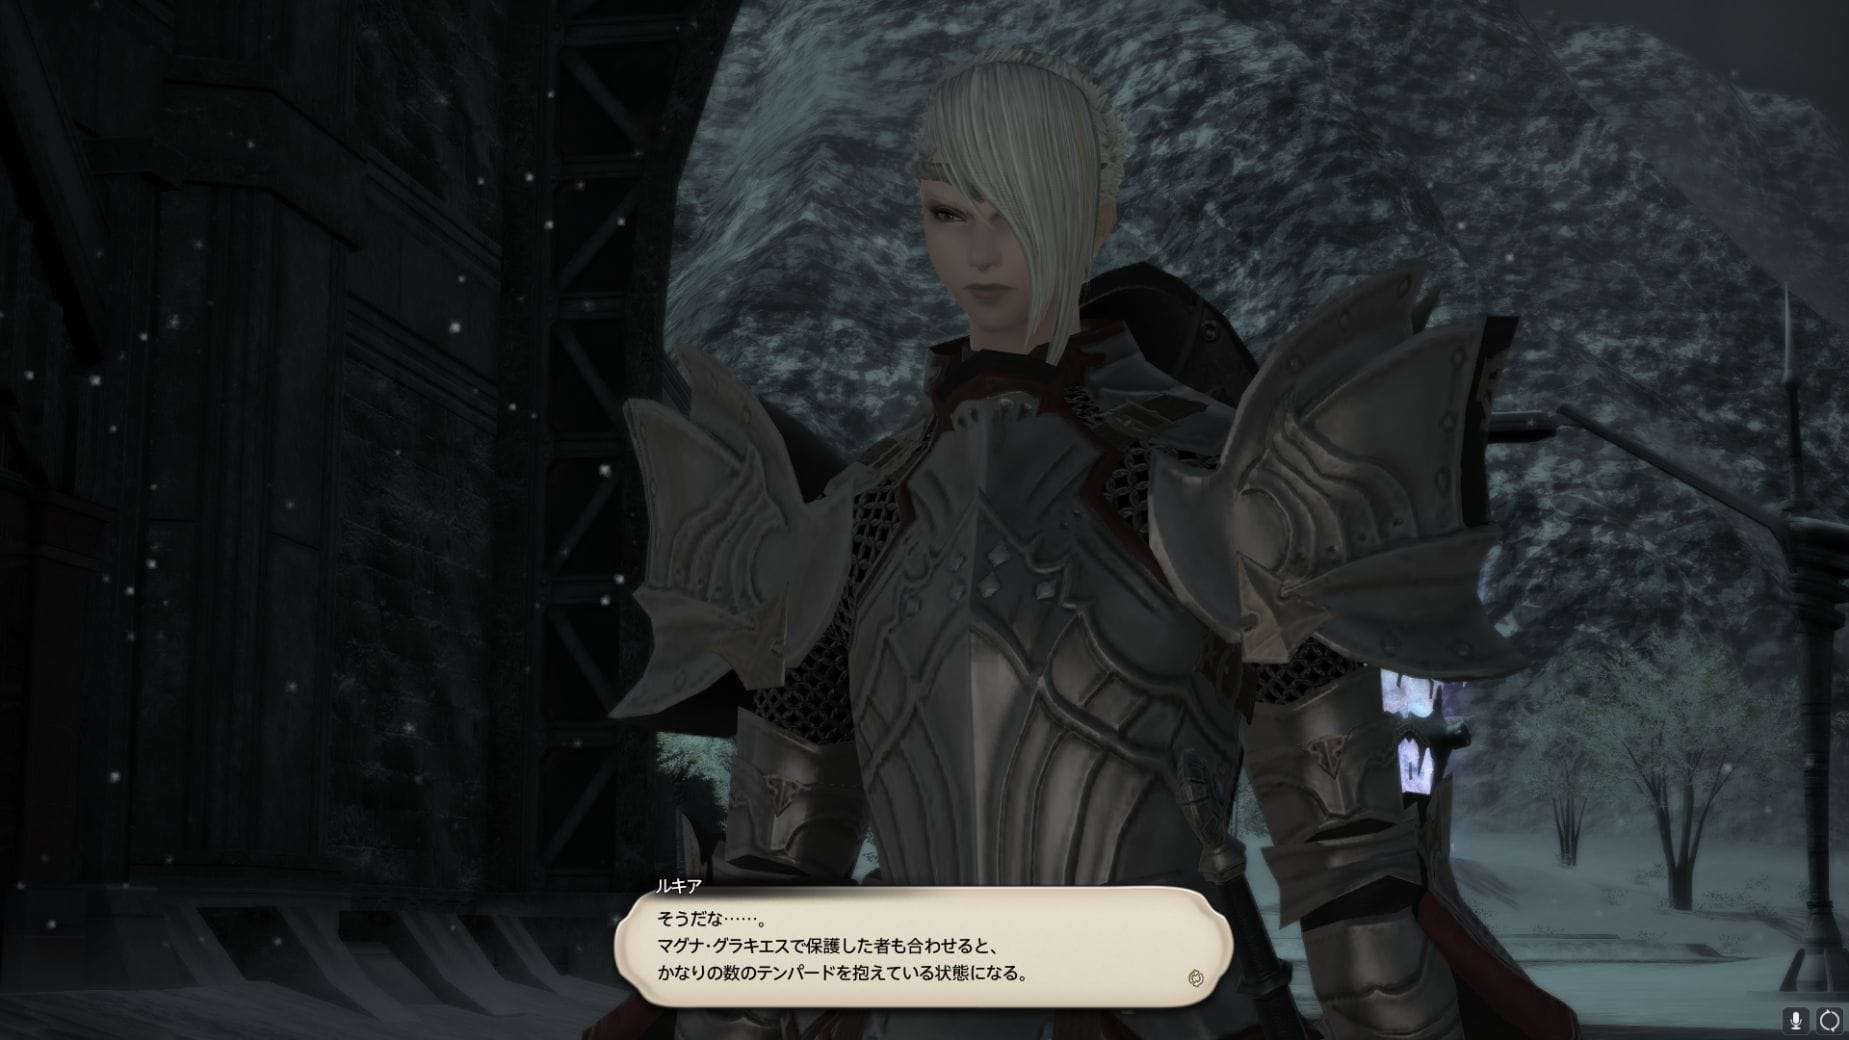 ルキア
そうだな……。
マグナ・グラキエスで保護した者も合わせると、
かなりの数のテンパードを抱えている状態になる。